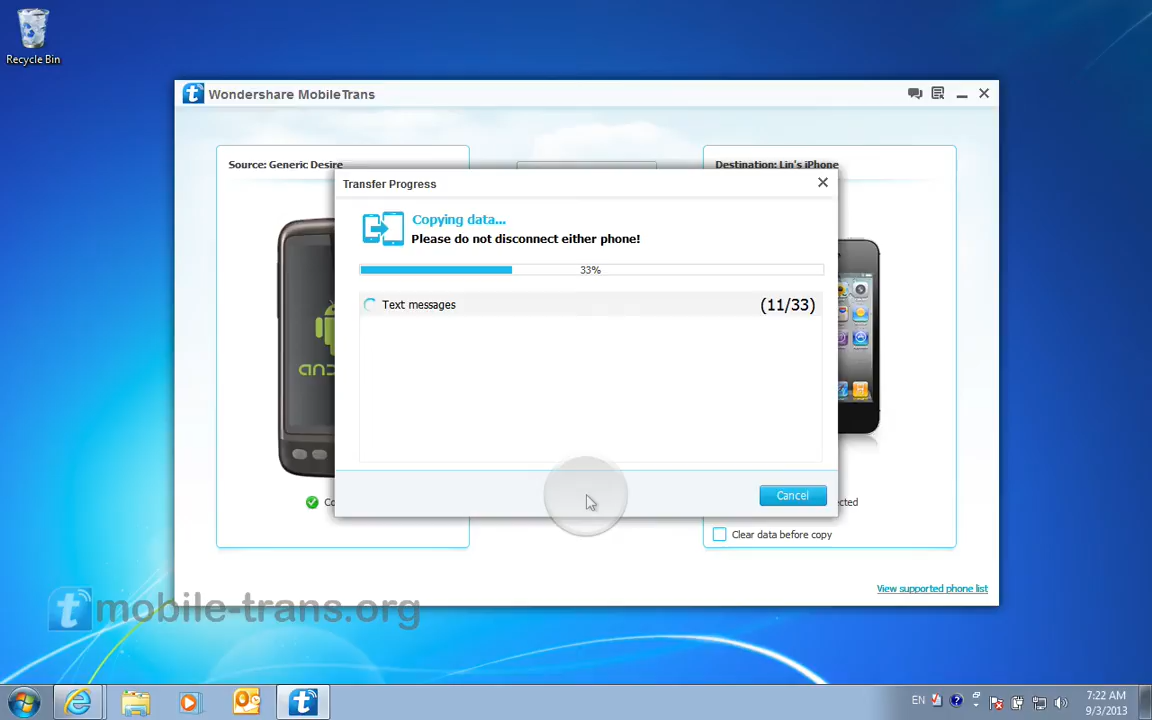 Recycle Bin
Wondershare MobileTrans
Source: Generic Desire
Destination: Lin's iPhone
Transfer Progress
Copying data...
Please do not disconnect either phone!
33%
Text messages
(11/33)
Cancel
Clear data before copy
View supported phone list
mobile-trans.org
EN
7:22 AM
9/3/2013